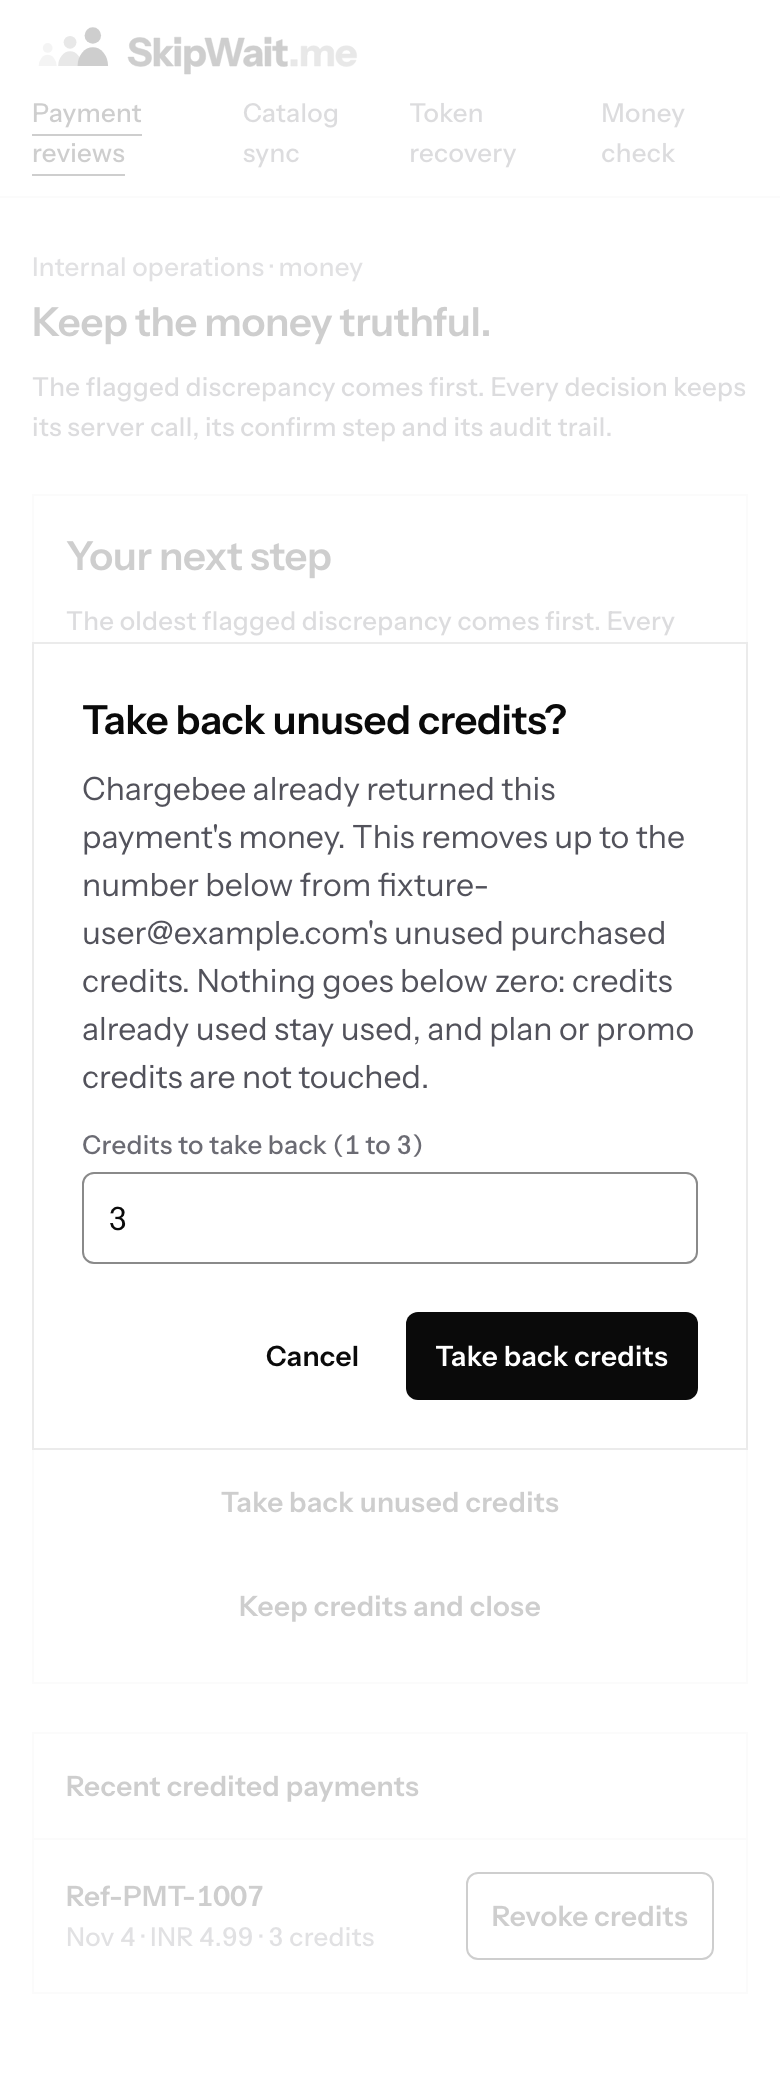 SkipWait.me
Payment reviews
Catalog sync
Token recovery
Money check
Internal operations · money
Keep the money truthful.
The flagged discrepancy comes first. Every decision keeps
its server call, its confirm step and its audit trail.
Your next step
The oldest flagged discrepancy comes first. Every
Take back unused credits?
Chargebee already returned this
payment's money. This removes up to the
number below from fixture-
user@example.com's unused purchased
credits. Nothing goes below zero: credits
already used stay used, and plan or promo
credits are not touched.
Credits to take back (1 to 3)
3
Cancel
Take back credits
Take back unused credits
Keep credits and close
Recent credited payments
Ref-PMT-1007
Nov 4 · INR 4.99 · 3 credits
Revoke credits